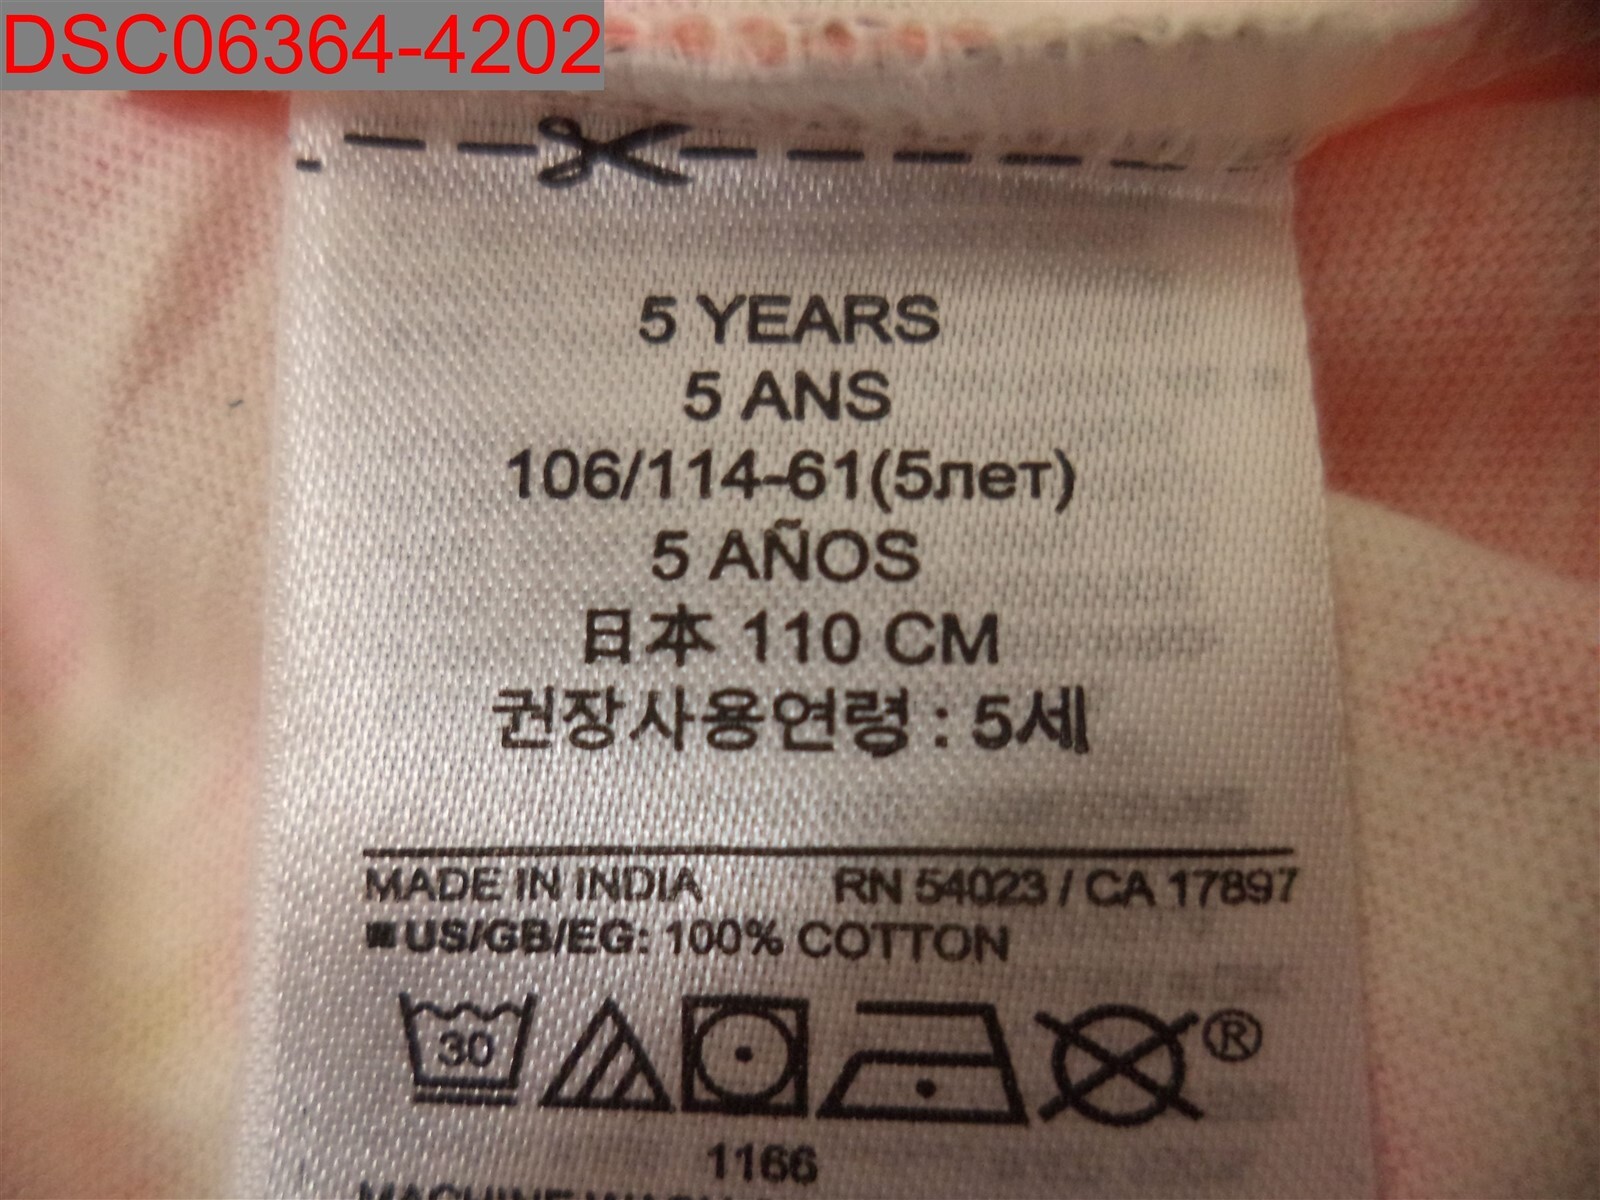 DSC06364-4202
5 YEARS
5 ANS
106/114-61(5лет)
5 AÑOS
日本 110 CM
권장사용연령 : 5세
MADE IN INDIA RN 54023 / CA 17897
US/GB/EG: 100% COTTON
30 ®
1166
MACHINE WASH